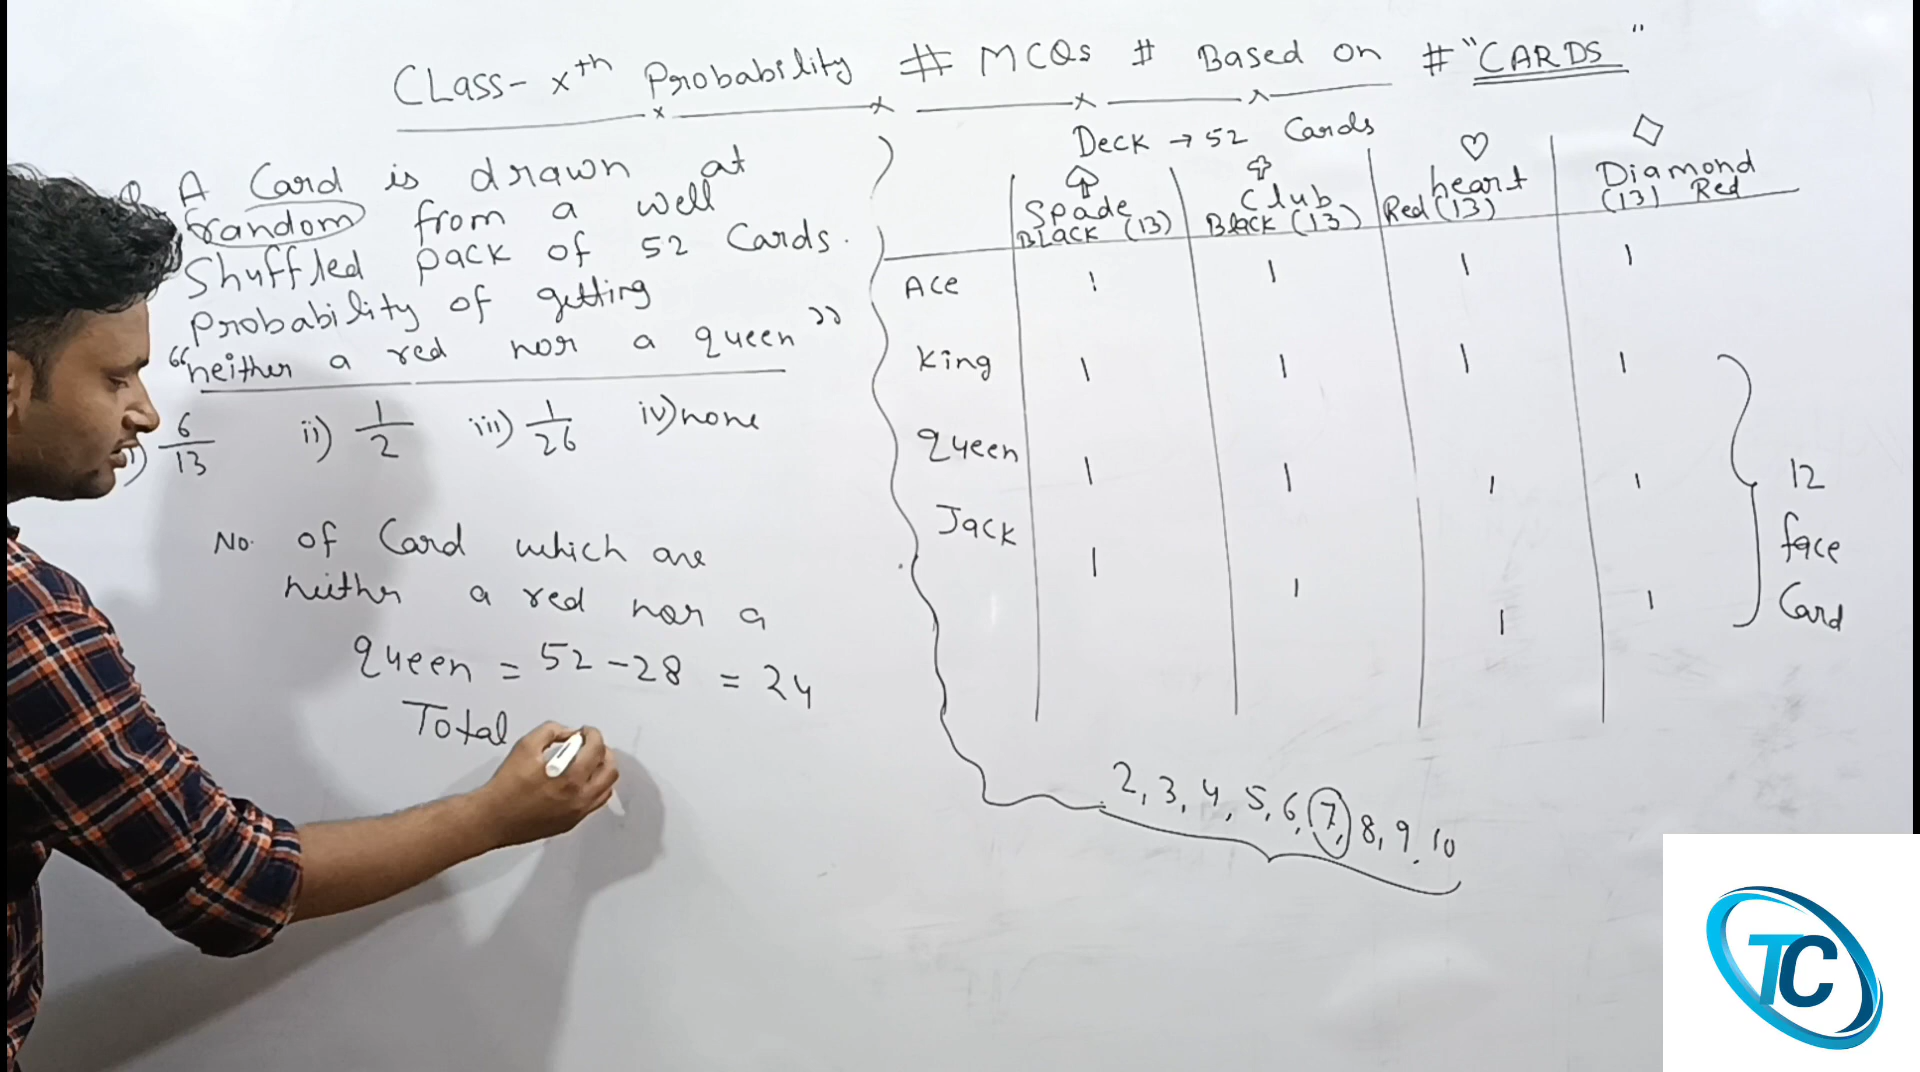 CLass- xth Probability # MCQs # Based on # "CARDS"
Q. A Card is drawn at
random from a well
Shuffled pack of 52 Cards.
Probability of getting
"neither a red nor a queen"
i) 6/13 ii) 1/2 iii) 1/26 iv) none
No. of Card which are
neither a red nor a
queen = 52 - 28 = 24
Total
Deck → 52 Cards
Spade Club heart Diamond
BLACK (13) Black (13) Red (13) (13) Red
Ace 1 1 1 1
King 1 1 1 1
Queen 1 1 1 1
Jack 1 1 1 1
12
face
Card
2, 3, 4, 5, 6, 7, 8, 9, 10
TC